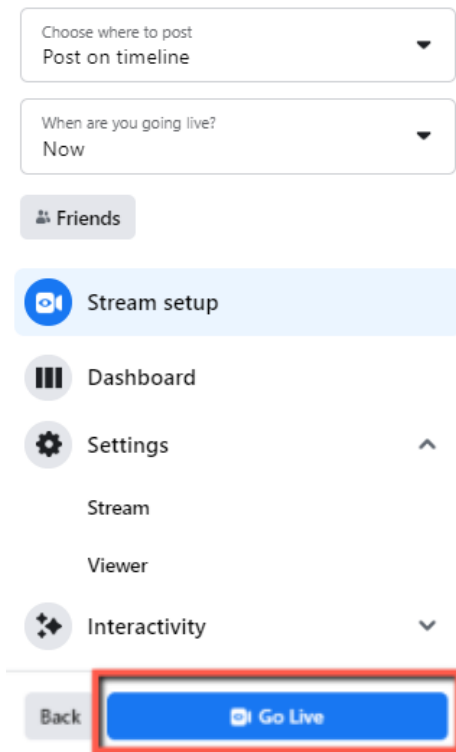 Choose where to post
Post on timeline
When are you going live?
Now
Friends
Stream setup
Dashboard
Settings
Stream
Viewer
Interactivity
Back
Go Live